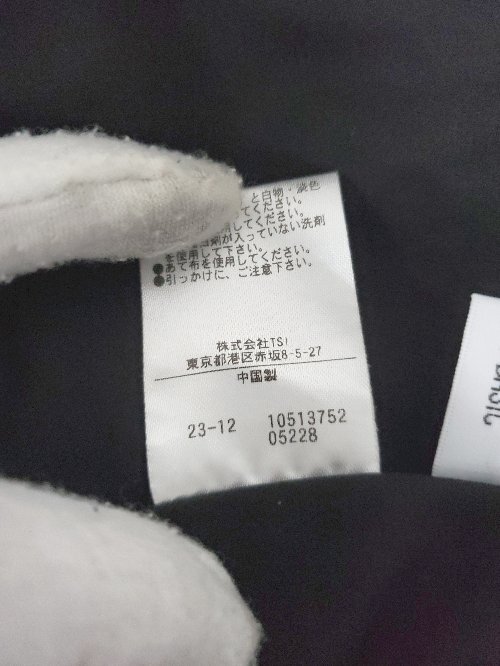 と白物・淡色
てください。
用してください。
剤が入っていない洗剤
を使用して下さい。
●あて布を使用してください。
●引っかけに、ご注意下さい。
株式会社TSI
東京都港区赤坂8-5-27
中国製
23-12 10513752
05228
BASIC